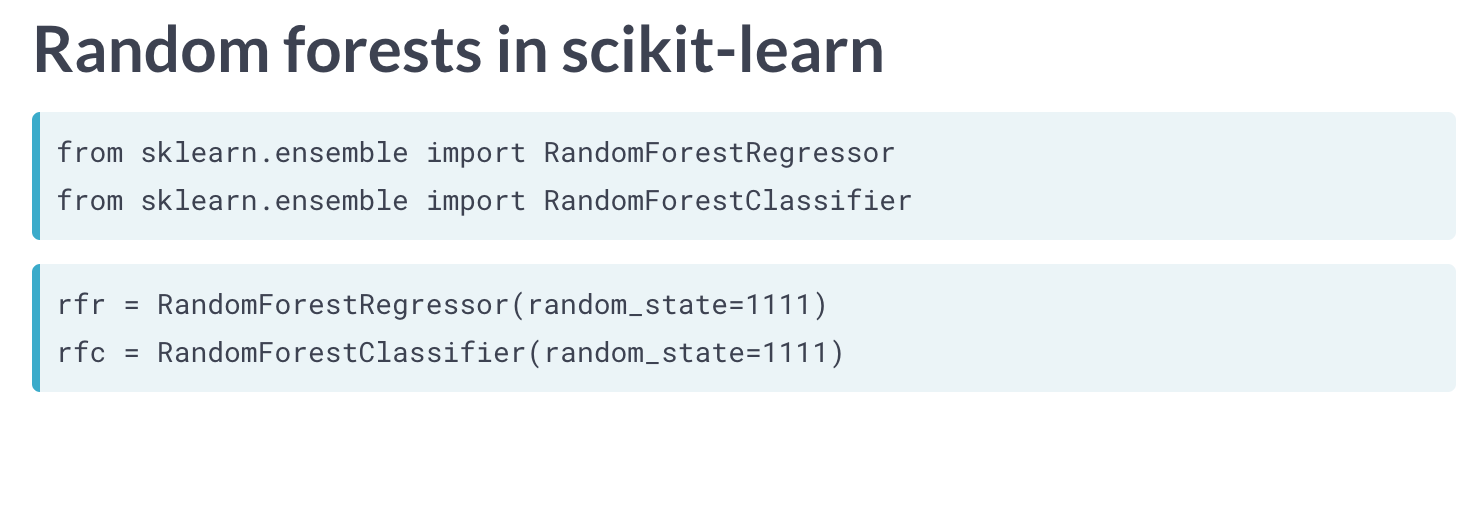 Random forests in scikit-learn
from sklearn.ensemble import RandomForestRegressor
from sklearn.ensemble import RandomForestClassifier
rfr = RandomForestRegressor(random_state=1111)
rfc = RandomForestClassifier(random_state=1111)